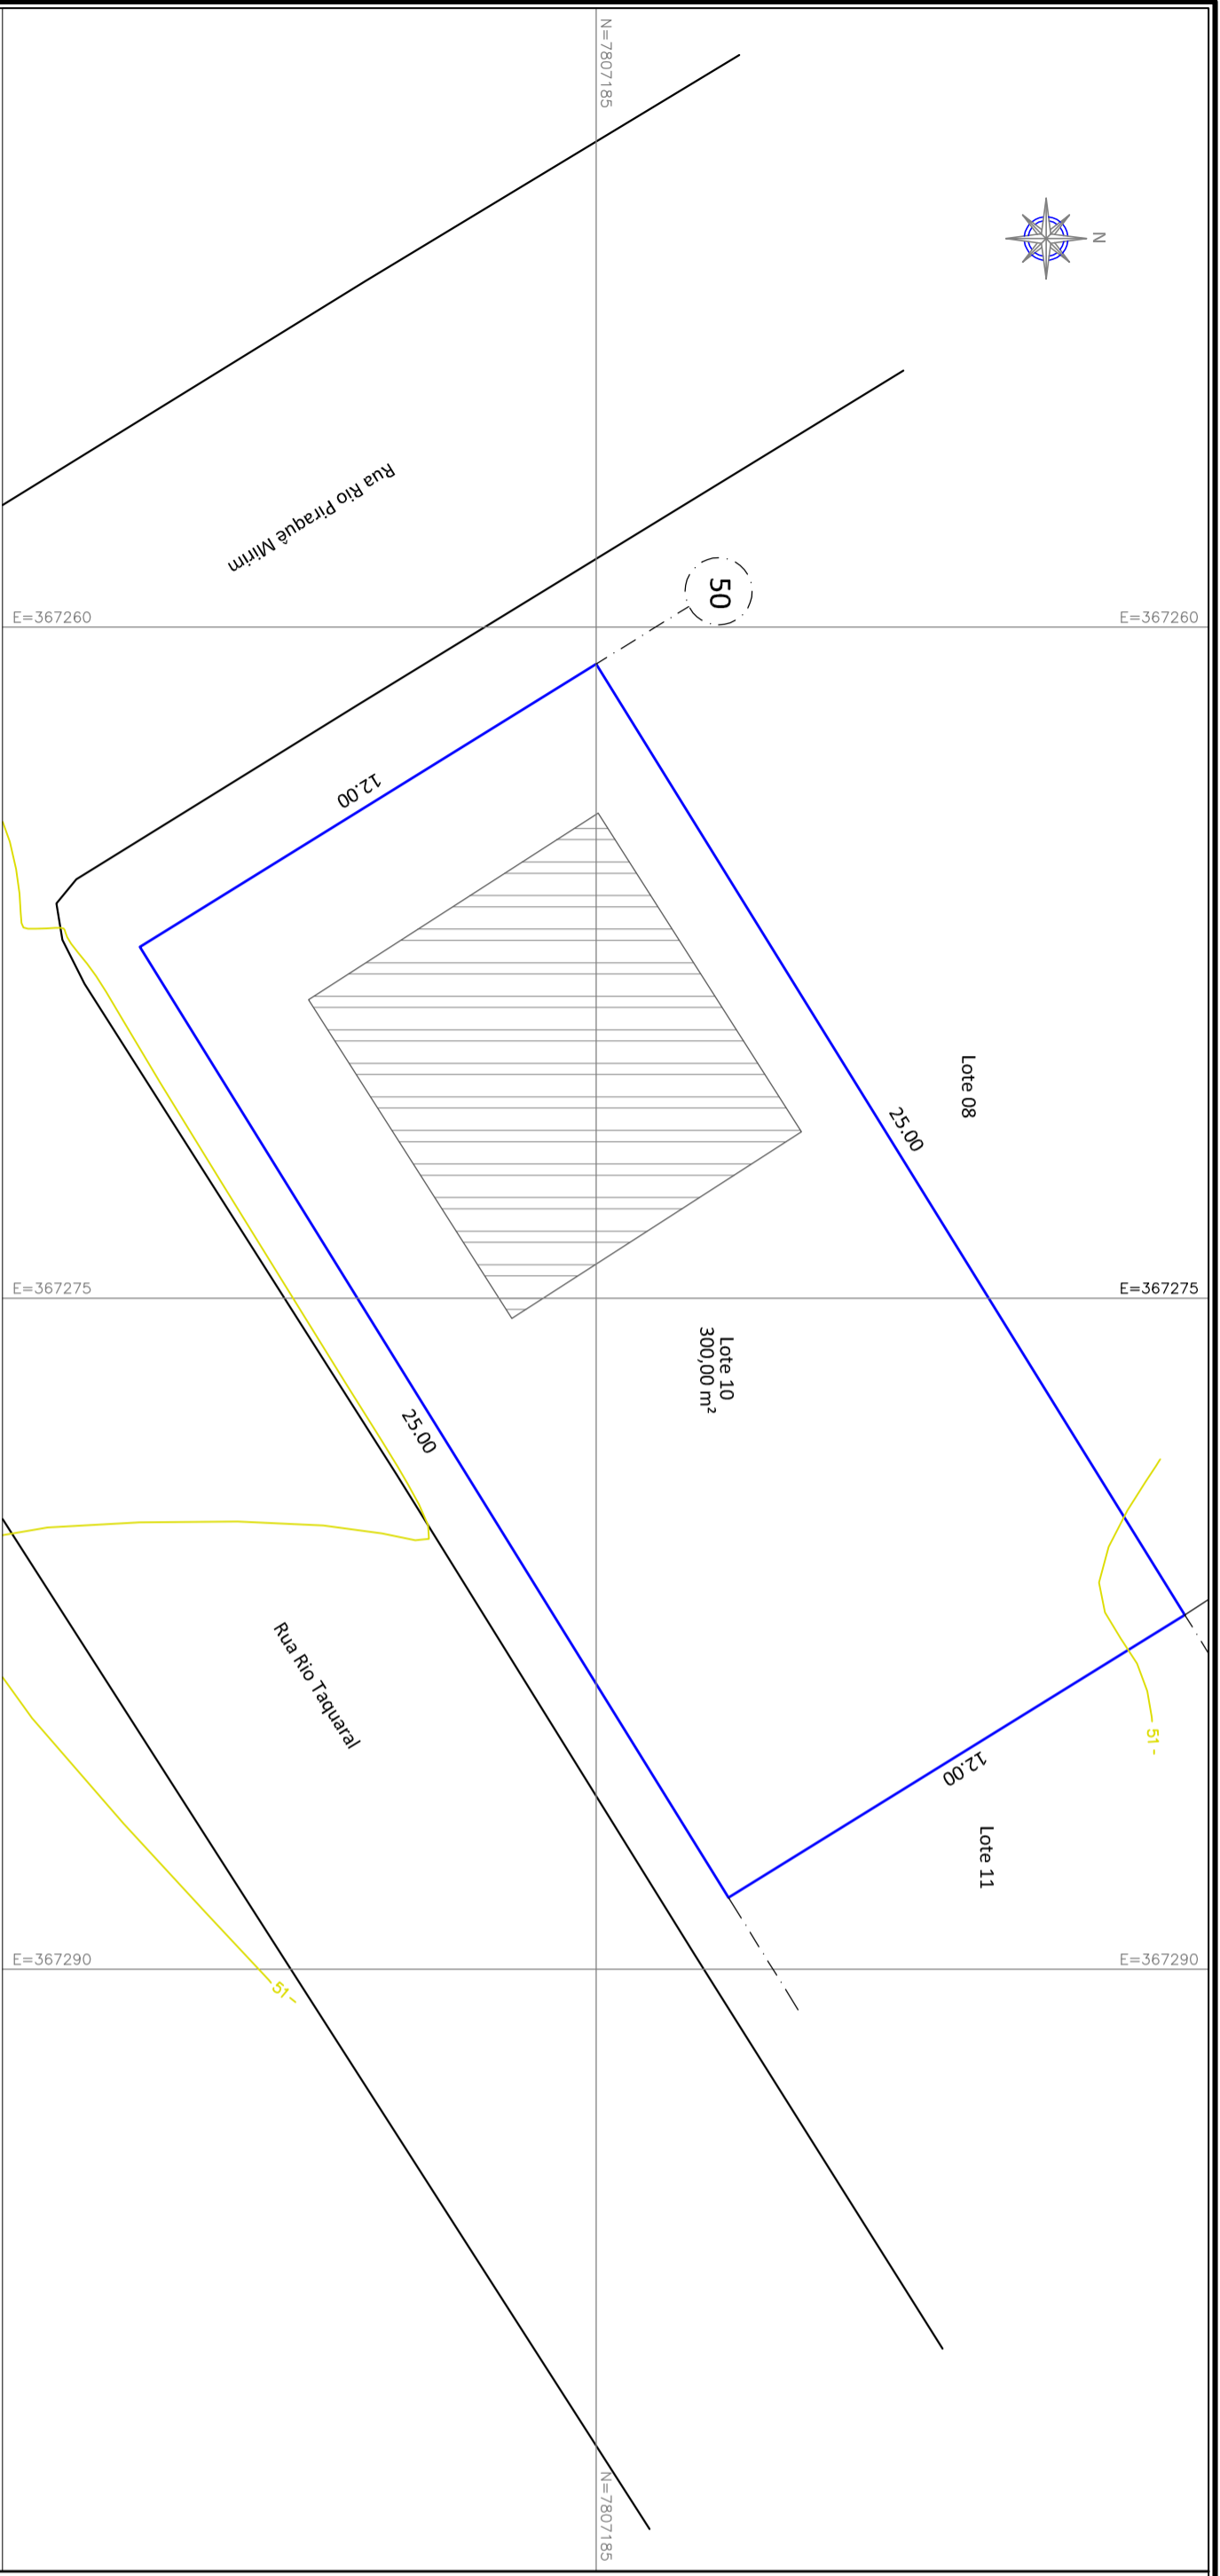 N=7807185
N
Rua Rio Piraquê Mirim
50
E=367260
E=367260
12.00
Lote 08
25.00
E=367275
E=367275
Lote 10
300,00 m²
25.00
Rua Rio Taquaral
51
12.00
Lote 11
E=367290
E=367290
51
N=7807185